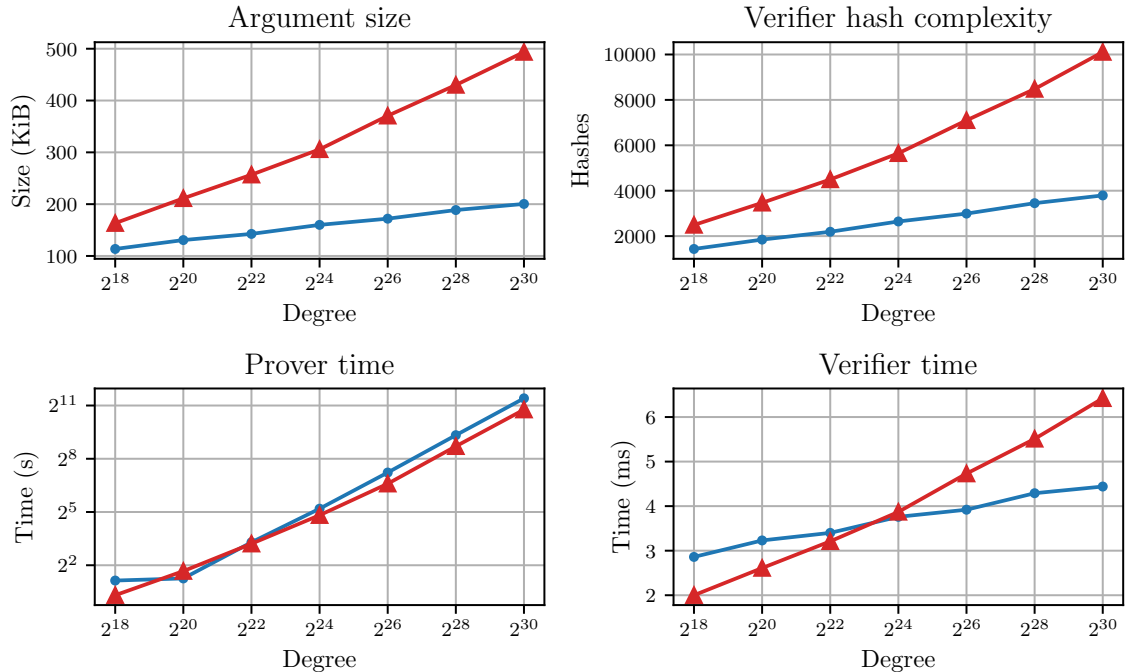 Argument size
Size (KiB)
500
400
300
200
100
2^18 2^20 2^22 2^24 2^26 2^28 2^30
Degree
Verifier hash complexity
Hashes
10000
8000
6000
4000
2000
2^18 2^20 2^22 2^24 2^26 2^28 2^30
Degree
Prover time
Time (s)
2^11
2^8
2^5
2^2
2^18 2^20 2^22 2^24 2^26 2^28 2^30
Degree
Verifier time
Time (ms)
6
5
4
3
2
2^18 2^20 2^22 2^24 2^26 2^28 2^30
Degree